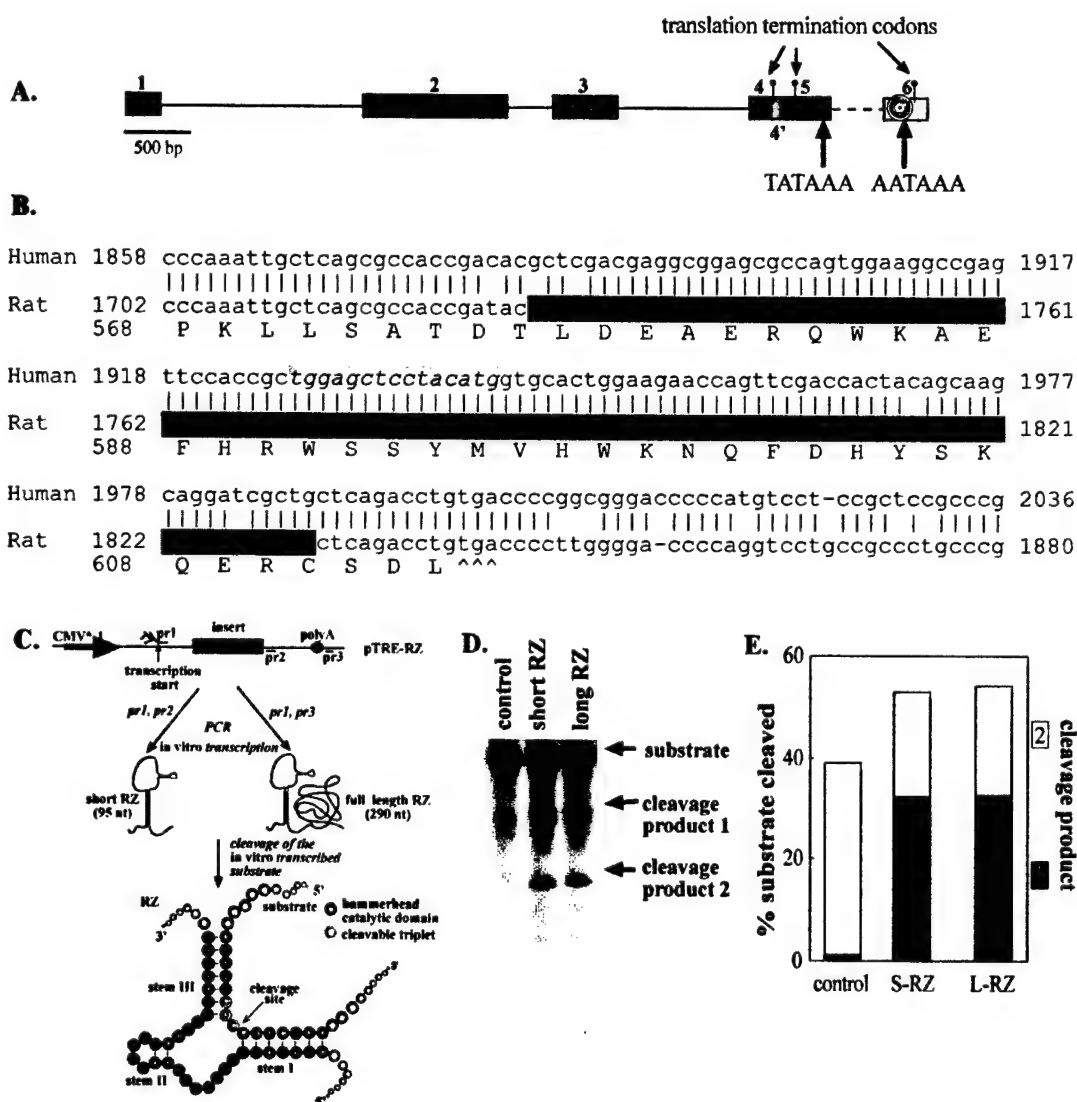 translation termination codons
A.
1
2
3
4
5
6
4'
500 bp
TATAAA AATAAA
B.
Human 1858 cccaaattgctcagcgccaccgacacgctcgacgaggcggagcgccagtggaaggccgag 1917
Rat 1702 cccaaattgctcagcgccaccgatac 1761
568 P K L L S A T D T L D E A E R Q W K A E
Human 1918 ttccaccgctggagctcctacatggtgcactggaagaaccagttcgaccactacagcaag 1977
Rat 1762 1821
588 F H R W S S Y M V H W K N Q F D H Y S K
Human 1978 caggatcgctgctcagacctgtgaccccggcgggacccccatgtcct-ccgctccgcccg 2036
Rat 1822 ctcagacctgtgaccccttgggga-ccccaggtcctgccgccctgcccg 1880
608 Q E R C S D L ^^^
C.
CMV*
pr1
insert
polyA
pr2
pr3
pTRE-RZ
transcription
start
pr1, pr2
pr1, pr3
PCR
in vitro transcription
short RZ
(95 nt)
full length RZ
(290 nt)
cleavage of the
in vitro transcribed
substrate
RZ
3'
5'
substrate
hammerhead
catalytic domain
cleavable triplet
stem III
cleavage
site
3'
stem II
stem I
D.
control
short RZ
long RZ
substrate
cleavage
product 1
cleavage
product 2
E.
% substrate cleaved
60
40
20
0
control S-RZ L-RZ
2
cleavage product